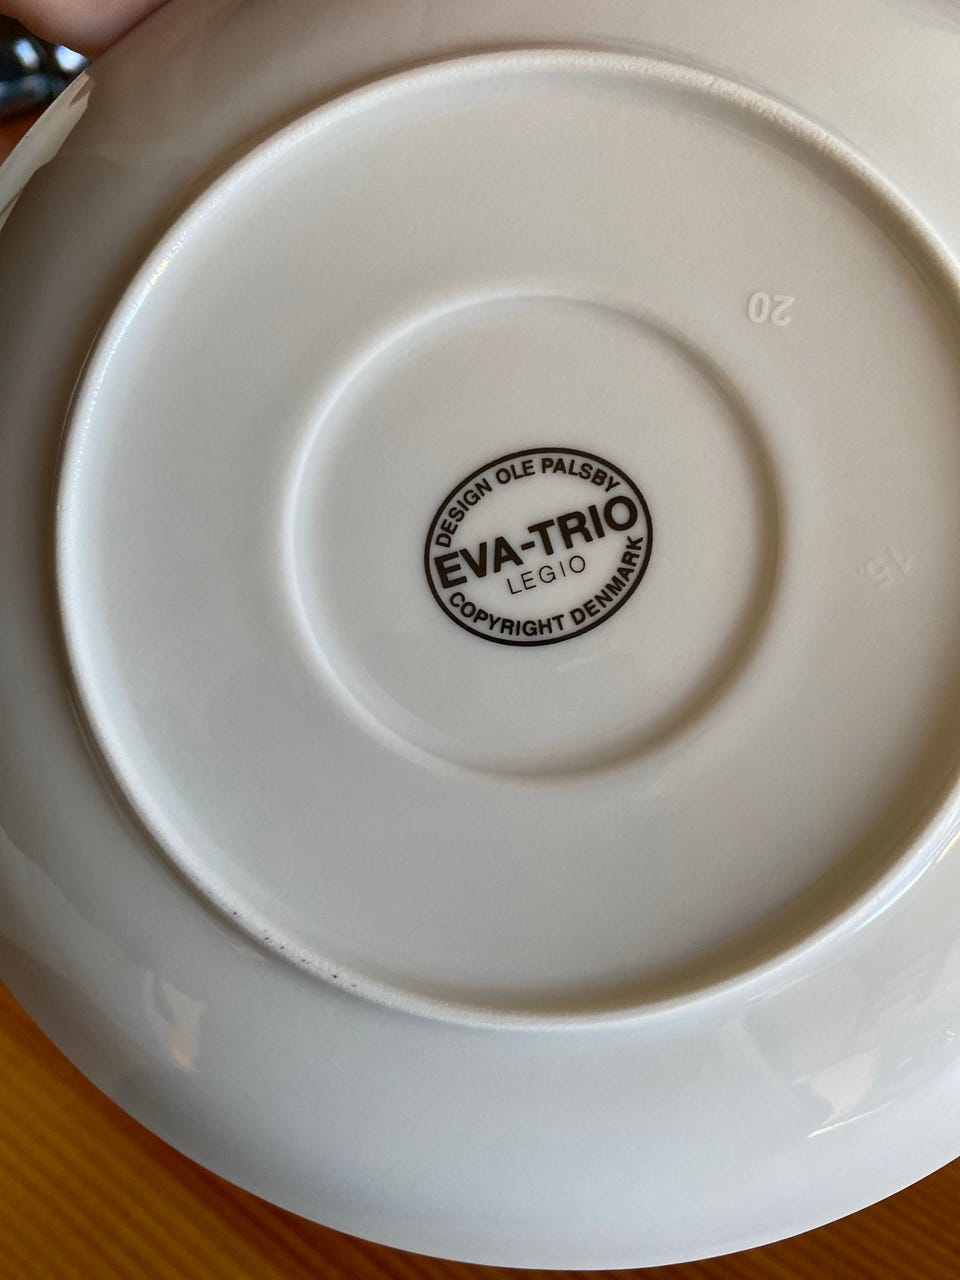 DESIGN OLE PALSBY
EVA-TRIO
LEGIO
COPYRIGHT DENMARK
20
15